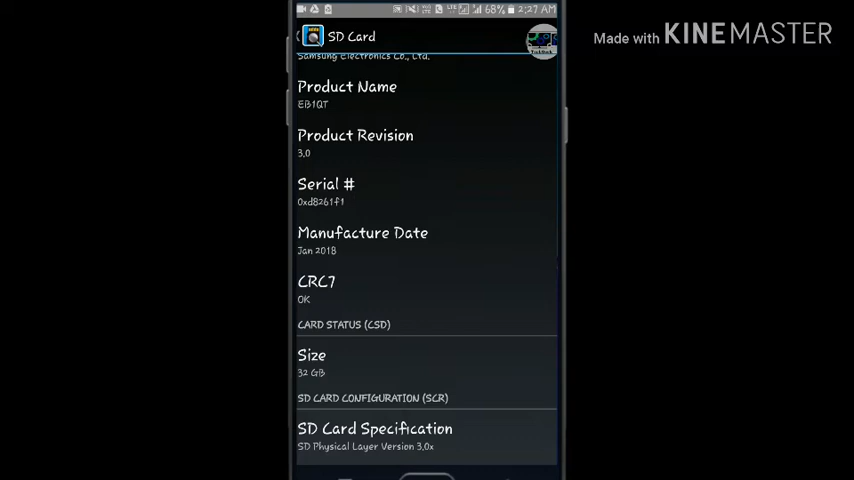 68% 2:27 AM
SD Card
Made with KINEMASTER
Samsung Electronics Co., Ltd.
Product Name
EB1QT
Product Revision
3.0
Serial #
0xd8261f1
Manufacture Date
Jan 2018
CRC7
OK
CARD STATUS (CSD)
Size
32 GB
SD CARD CONFIGURATION (SCR)
SD Card Specification
SD Physical Layer Version 3.0x